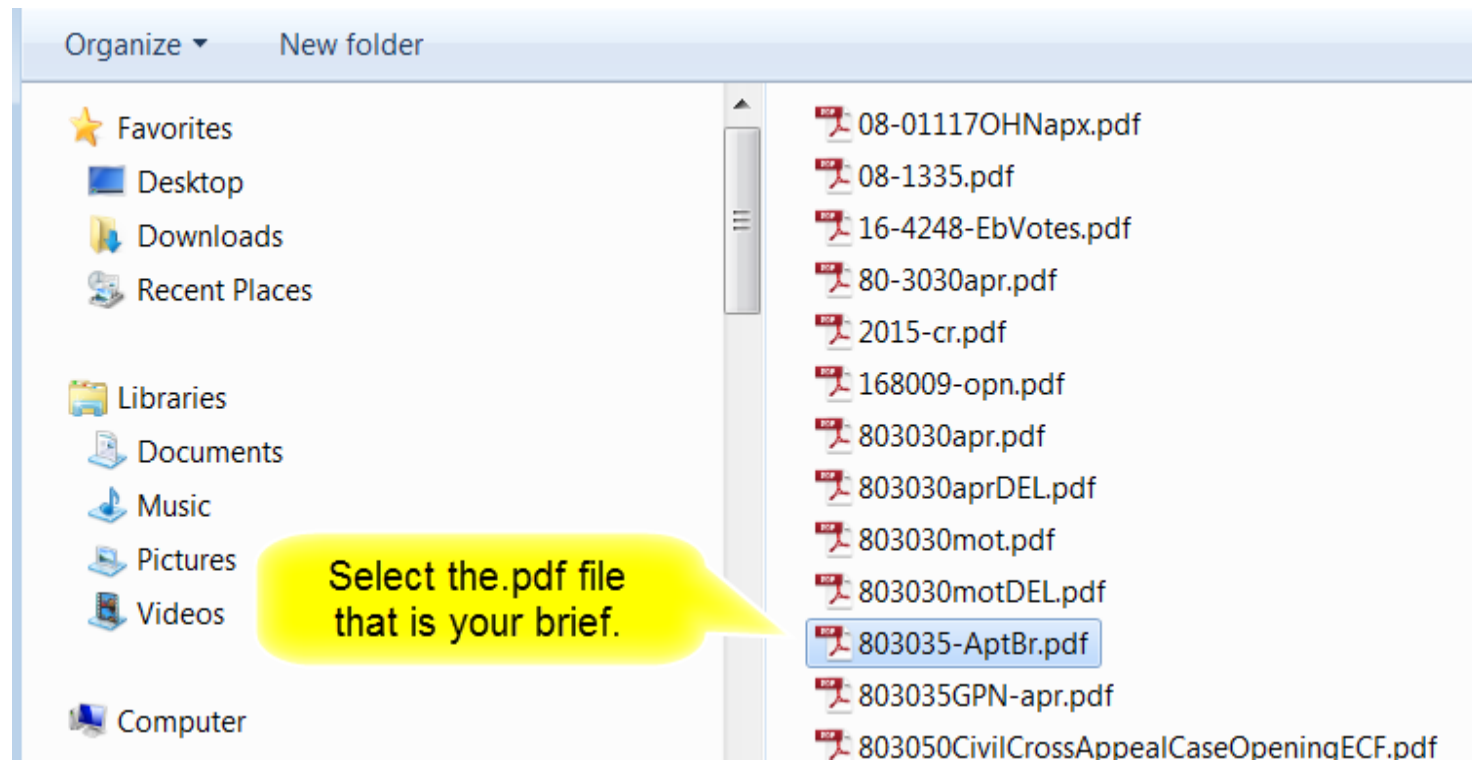 Organize New folder
Favorites
Desktop
Downloads
Recent Places
Libraries
Documents
Music
Pictures
Videos
Computer
Select the.pdf file
that is your brief.
08-01117OHNapx.pdf
08-1335.pdf
16-4248-EbVotes.pdf
80-3030apr.pdf
2015-cr.pdf
168009-opn.pdf
803030apr.pdf
803030aprDEL.pdf
803030mot.pdf
803030motDEL.pdf
803035-AptBr.pdf
803035GPN-apr.pdf
803050CivilCrossAppealCaseOpeningECF.pdf